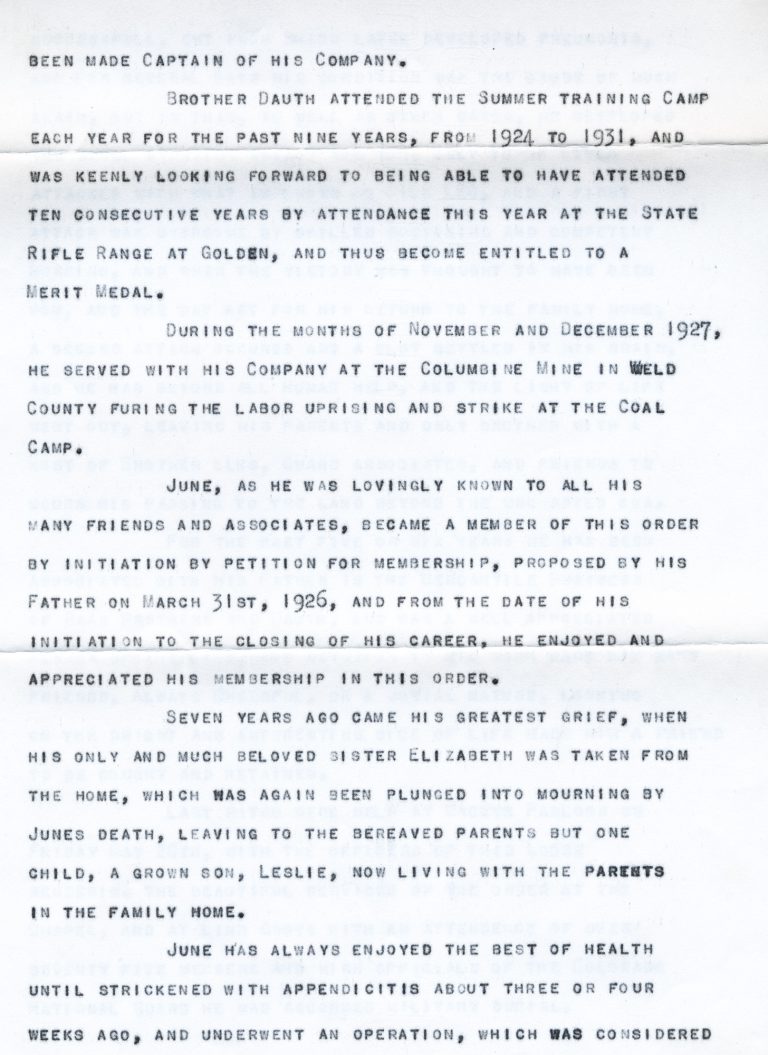 BEEN MADE CAPTAIN OF HIS COMPANY.
BROTHER DAUTH ATTENDED THE SUMMER TRAINING CAMP
EACH YEAR FOR THE PAST NINE YEARS, FROM 1924 TO 1931, AND
WAS KEENLY LOOKING FORWARD TO BEING ABLE TO HAVE ATTENDED
TEN CONSECUTIVE YEARS BY ATTENDANCE THIS YEAR AT THE STATE
RIFLE RANGE AT GOLDEN, AND THUS BECOME ENTITLED TO A
MERIT MEDAL.
DURING THE MONTHS OF NOVEMBER AND DECEMBER 1927,
HE SERVED WITH HIS COMPANY AT THE COLUMBINE MINE IN WELD
COUNTY FURING THE LABOR UPRISING AND STRIKE AT THE COAL
CAMP.
JUNE, AS HE WAS LOVINGLY KNOWN TO ALL HIS
MANY FRIENDS AND ASSOCIATES, BECAME A MEMBER OF THIS ORDER
BY INITIATION BY PETITION FOR MEMBERSHIP, PROPOSED BY HIS
FATHER ON MARCH 31ST, 1926, AND FROM THE DATE OF HIS
INITIATION TO THE CLOSING OF HIS CAREER, HE ENJOYED AND
APPRECIATED HIS MEMBERSHIP IN THIS ORDER.
SEVEN YEARS AGO CAME HIS GREATEST GRIEF, WHEN
HIS ONLY AND MUCH BELOVED SISTER ELIZABETH WAS TAKEN FROM
THE HOME, WHICH WAS AGAIN BEEN PLUNGED INTO MOURNING BY
JUNES DEATH, LEAVING TO THE BEREAVED PARENTS BUT ONE
CHILD, A GROWN SON, LESLIE, NOW LIVING WITH THE PARENTS
IN THE FAMILY HOME.
JUNE HAS ALWAYS ENJOYED THE BEST OF HEALTH
UNTIL STRICKENED WITH APPENDICITIS ABOUT THREE OR FOUR
WEEKS AGO, AND UNDERWENT AN OPERATION, WHICH WAS CONSIDERED